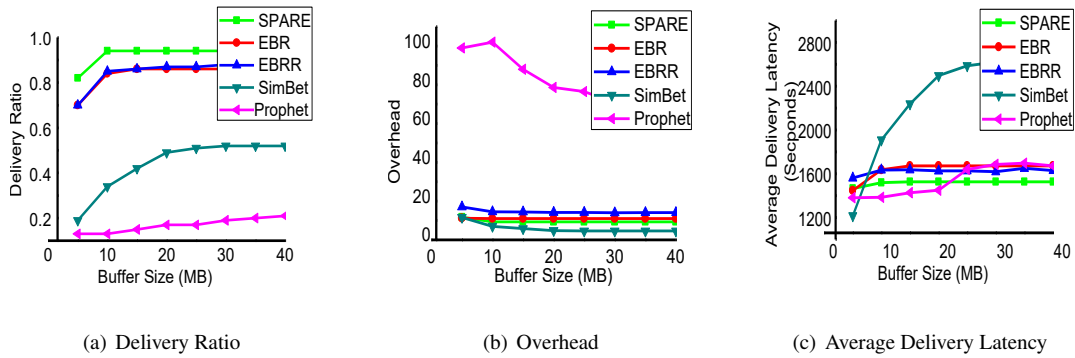 SPARE
EBR
EBRR
SimBet
Prophet
1.0
0.8
0.6
0.4
0.2
Delivery Ratio
0 10 20 30 40
Buffer Size (MB)
(a) Delivery Ratio
SPARE
EBR
EBRR
SimBet
Prophet
100
80
60
40
20
0
Overhead
0 10 20 30 40
Buffer Size (MB)
(b) Overhead
SPARE
EBR
EBRR
SimBet
Prophet
2800
2400
2000
1600
1200
Average Delivery Latency
(Secponds)
0 10 20 30 40
Buffer Size (MB)
(c) Average Delivery Latency